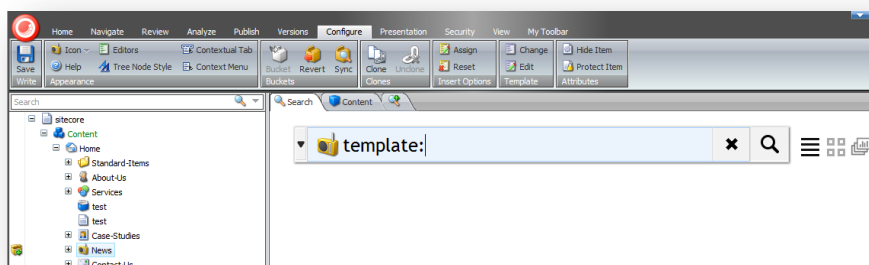 Home Navigate Review Analyze Publish Versions Configure Presentation Security View My Toolbar
Icon Editors Contextual Tab Assign Change Hide Item
Save Help Tree Node Style Context Menu Bucket Revert Sync Clone Unclone Reset Edit Protect Item
Write Appearance Buckets Clones Insert Options Template Attributes
Search Search Content
sitecore
Content
Home
template:
Standard-Items
About-Us
Services
test
test
Case-Studies
News
Contact-Us